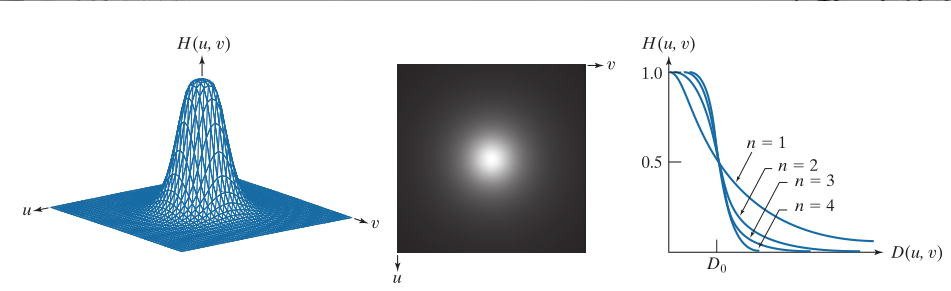 H(u, v)
u
v
v
u
H(u, v)
1.0
0.5
n = 1
n = 2
n = 3
n = 4
D₀
D(u, v)